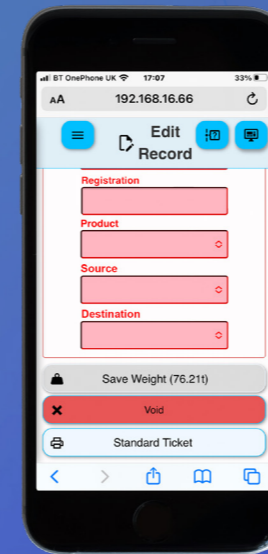 BT OnePhone UK 17:07 33%
AA 192.168.16.66
Edit
Record
Registration
Product
Source
Destination
Save Weight (76.21t)
Void
Standard Ticket